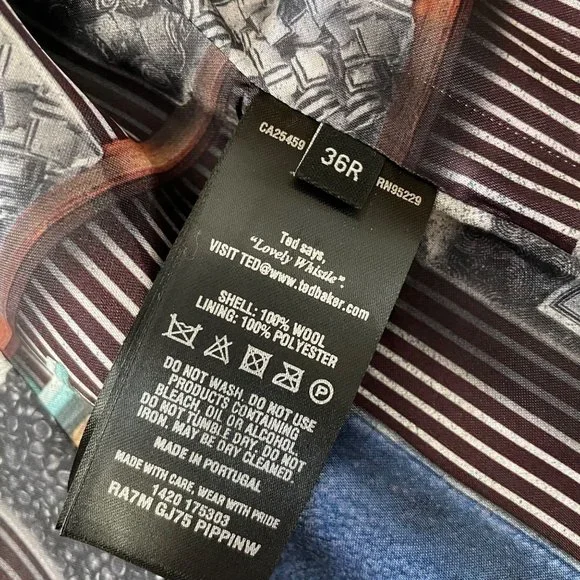 CA25459
36R
RN95229
Ted says,
"Lovely Whistle".
VISIT TED@www.tedbaker.com
SHELL: 100% WOOL
LINING: 100% POLYESTER
P
DO NOT WASH. DO NOT USE
PRODUCTS CONTAINING
BLEACH, OIL OR ALCOHOL.
DO NOT TUMBLE DRY. DO NOT
IRON. MAY BE DRY CLEANED.
MADE IN PORTUGAL
MADE WITH CARE, WEAR WITH PRIDE
1420 175303
RA7M GJ75 PIPPINW